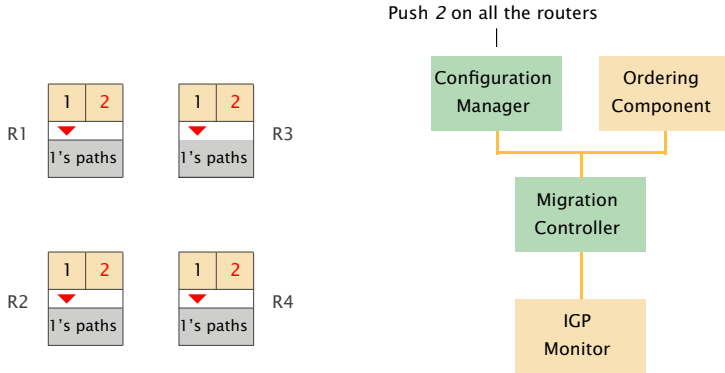 Push 2 on all the routers
Configuration
Manager
Ordering
Component
1 2
1 2
R1
R3
1's paths
1's paths
Migration
Controller
1 2
1 2
R2
R4
1's paths
1's paths
IGP
Monitor